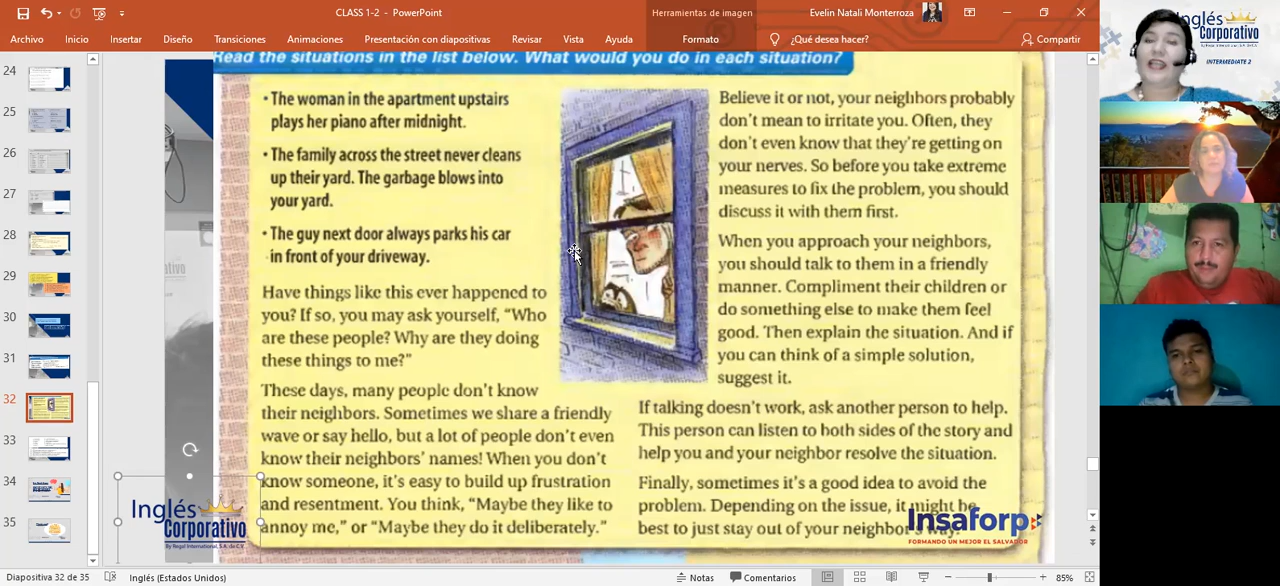 CLASS 1-2 - PowerPoint
Herramientas de imagen
Evelin Natali Monterroza
Archivo
Inicio
Insertar
Diseño
Transiciones
Animaciones
Presentación con diapositivas
Revisar
Vista
Ayuda
Formato
¿Qué desea hacer?
Compartir
24
25
26
27
28
29
30
31
32
33
34
35
Read the situations in the list below. What would you do in each situation?
• The woman in the apartment upstairs
plays her piano after midnight.
• The family across the street never cleans
up their yard. The garbage blows into
your yard.
• The guy next door always parks his car
in front of your driveway.
Have things like this ever happened to
you? If so, you may ask yourself, “Who
are these people? Why are they doing
these things to me?”
These days, many people don’t know
their neighbors. Sometimes we share a friendly
wave or say hello, but a lot of people don’t even
know their neighbors’ names! When you don’t
know someone, it’s easy to build up frustration
and resentment. You think, “Maybe they like to
annoy me,” or “Maybe they do it deliberately.”
Believe it or not, your neighbors probably
don’t mean to irritate you. Often, they
don’t even know that they’re getting on
your nerves. So before you take extreme
measures to fix the problem, you should
discuss it with them first.
When you approach your neighbors,
you should talk to them in a friendly
manner. Compliment their children or
do something else to make them feel
good. Then explain the situation. And if
you can think of a simple solution,
suggest it.
If talking doesn’t work, ask another person to help.
This person can listen to both sides of the story and
help you and your neighbor resolve the situation.
Finally, sometimes it’s a good idea to avoid the
problem. Depending on the issue, it might be
best to just stay out of your neighbor’s way.
Inglés
Corporativo
By Regal International, S.A. de C.V.
Insaforp
FORMANDO UN MEJOR EL SALVADOR
Diapositiva 32 de 35
Inglés (Estados Unidos)
Notas
Comentarios
85%
Inglés
Corporativo
By Regal International, S.A. de C.V.
INTERMEDIATE 2